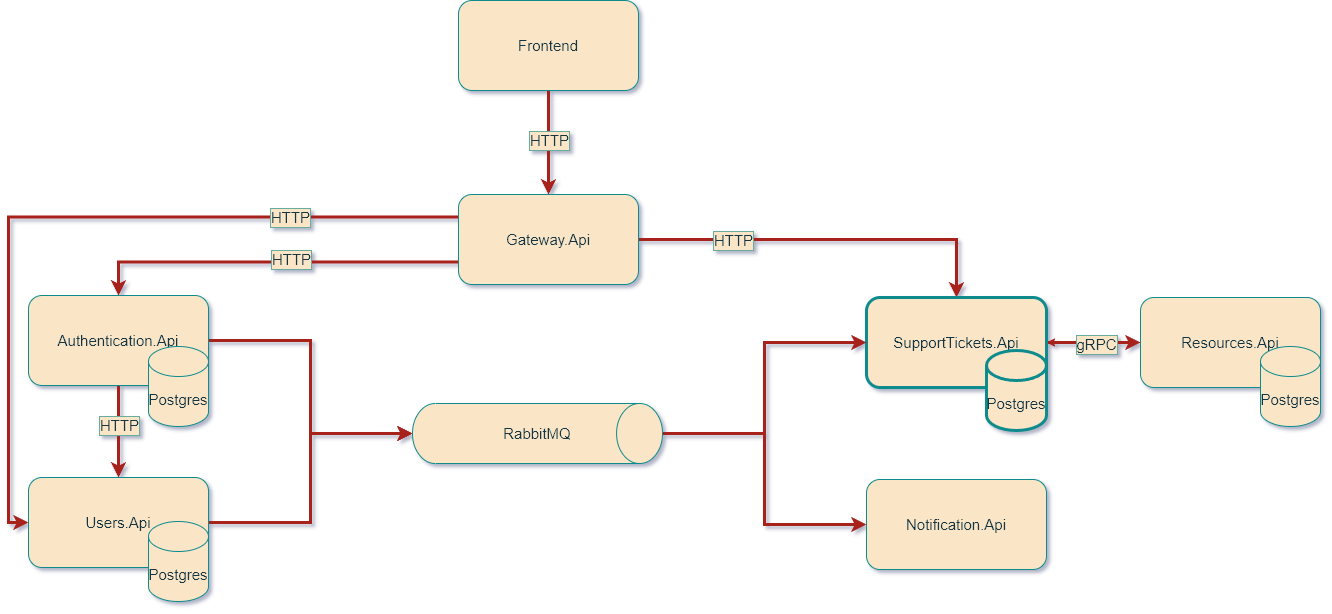 Frontend
HTTP
HTTP
Gateway.Api
HTTP
HTTP
Authentication.Api
Postgres
SupportTickets.Api
Postgres
gRPC
Resources.Api
Postgres
HTTP
RabbitMQ
Users.Api
Postgres
Notification.Api